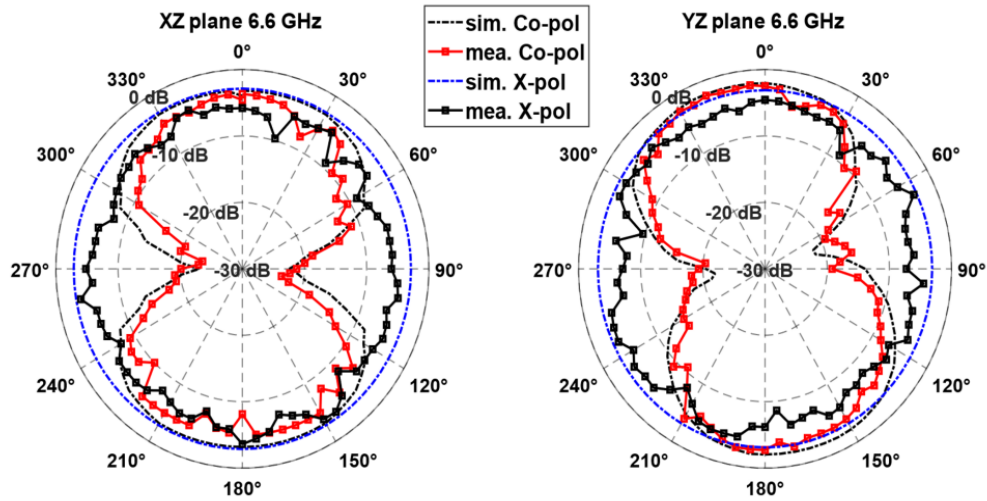 XZ plane 6.6 GHz
0°
30°
60°
90°
120°
150°
180°
210°
240°
270°
300°
330°
0 dB
-10 dB
-20 dB
-30 dB
sim. Co-pol
mea. Co-pol
sim. X-pol
mea. X-pol
YZ plane 6.6 GHz
0°
30°
60°
90°
120°
150°
180°
210°
240°
270°
300°
330°
0 dB
-10 dB
-20 dB
-30 dB